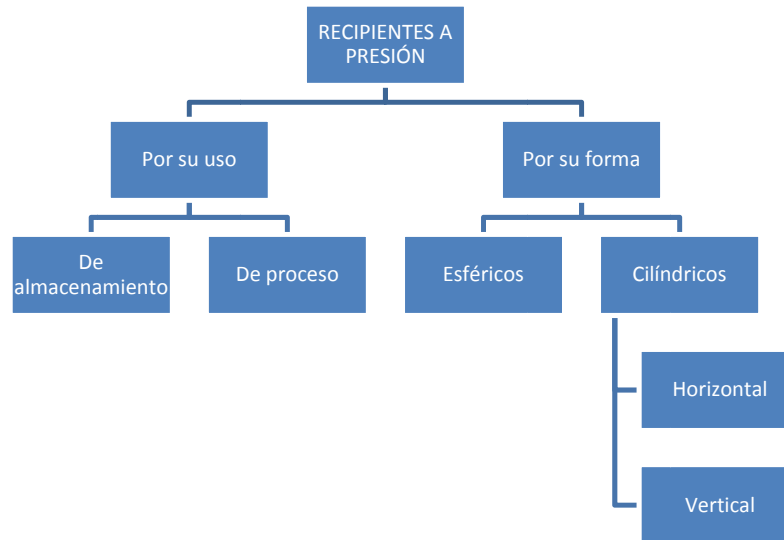 RECIPIENTES A
PRESIÓN
Por su uso
Por su forma
De
almacenamiento
De proceso
Esféricos
Cilíndricos
Horizontal
Vertical